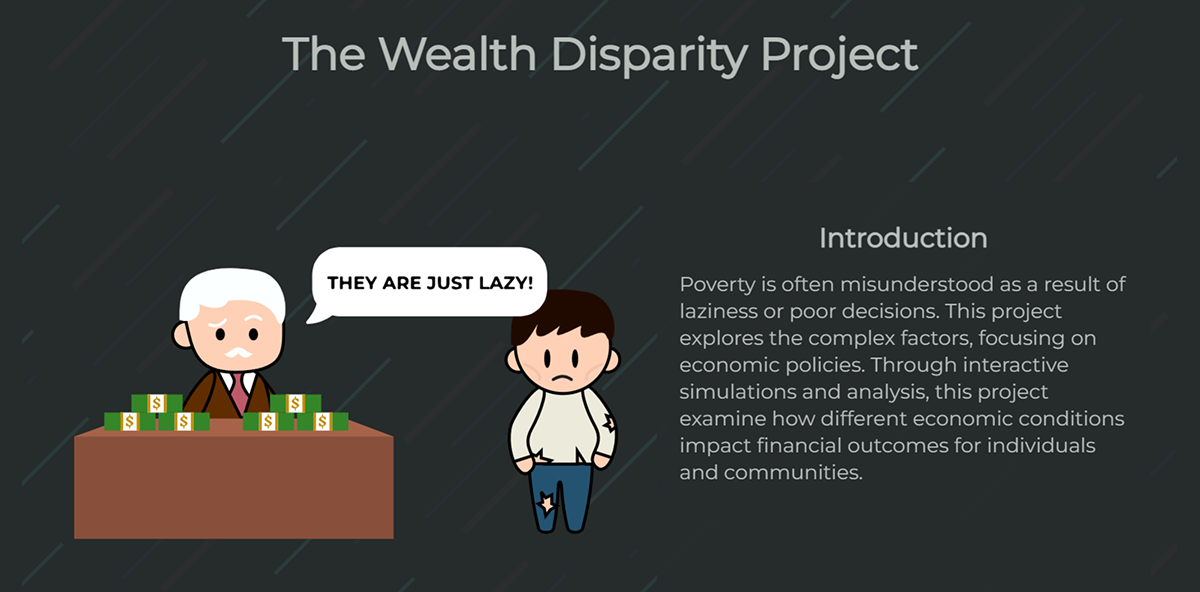 The Wealth Disparity Project
THEY ARE JUST LAZY!
$ $
$ $ $ $
Introduction
Poverty is often misunderstood as a result of
laziness or poor decisions. This project
explores the complex factors, focusing on
economic policies. Through interactive
simulations and analysis, this project
examine how different economic conditions
impact financial outcomes for individuals
and communities.